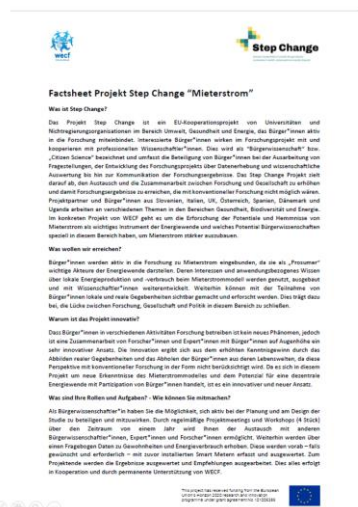 wecf
Step Change
Factsheet Projekt Step Change "Mieterstrom"
Was ist Step Change?
Das Projekt Step Change ist ein EU-Kooperationsprojekt von Universitäten und
Nichtregierungsorganisationen im Bereich Umwelt, Gesundheit und Energie, das Bürger*innen aktiv
in die Forschung miteinbindet. Interessierte Bürger*innen wirken im Forschungsprojekt mit und
kooperieren mit professionellen Wissenschaftler*innen. Dies wird als "Bürgerwissenschaft" bzw.
„Citizen Science" bezeichnet und umfasst die Beteiligung von Bürger*innen bei der Ausarbeitung von
Fragestellungen, der Entwicklung des Forschungsprojekts über Datenerhebung und wissenschaftliche
Auswertung bis hin zur Kommunikation der Forschungsergebnisse. Das Step Change Projekt zielt
darauf ab, den Austausch und die Zusammenarbeit zwischen Forschung und Gesellschaft zu erhöhen
und damit Forschungsergebnisse zu erreichen, die mit konventioneller Forschung nicht möglich wären.
Projektpartner und Bürger*innen aus Slovenien, Italien, UK, Österreich, Spanien, Dänemark und
Uganda arbeiten an verschiedenen Themen in den Bereichen Gesundheit, Biodiversität und Energie.
Im konkreten Projekt von WECF geht es um die Erforschung der Potentiale und Hemmnisse von
Mieterstrom als wichtiges Instrument der Energiewende und welches Potential Bürgerwissenschaften
speziell in diesem Bereich haben, um Mieterstrom stärker auszubauen.
Was wollen wir erreichen?
Bürger*innen werden aktiv in die Forschung zu Mieterstrom eingebunden, da sie als „Prosumer"
wichtige Akteure der Energiewende darstellen. Deren Interessen und anwendungsbezogenes Wissen
über lokale Energieproduktion und -verbrauch beim Mieterstrommodell werden genutzt, ausgebaut
und mit Wissenschaftler*innen weiterentwickelt. Weiterhin können mit der Teilnahme von
Bürger*innen lokale und reale Gegebenheiten sichtbar gemacht und erforscht werden. Dies trägt dazu
bei, die Lücke zwischen Forschung, Gesellschaft und Politik in diesem Bereich zu schließen.
Warum ist das Projekt innovativ?
Dass Bürger*innen in verschiedenen Aktivitäten Forschung betreiben ist kein neues Phänomen, jedoch
ist eine Zusammenarbeit von Forscher*innen und Expert*innen mit Bürger*innen auf Augenhöhe ein
sehr innovativer Ansatz. Die Innovation ergibt sich aus dem erhöhten Kenntnisgewinn durch das
Abbilden realer Gegebenheiten und das Abholen der Bürger*innen aus deren Lebenswelten, da diese
Perspektive mit konventioneller Forschung in der Form nicht berücksichtigt wird. Da es sich in diesem
Projekt um neue Erkenntnisse des Mieterstrommodelles und dem Potenzial für eine dezentrale
Energiewende mit Partizipation von Bürger*innen handelt, ist es ein innovativer und neuer Ansatz.
Was sind Ihre Rollen und Aufgaben? - Wie können Sie mitmachen?
Als Bürgerwissenschaftler*in haben Sie die Möglichkeit, sich aktiv bei der Planung und am Design der
Studie zu beteiligen und mitzuwirken. Durch regelmäßige Projektmeetings und Workshops (4 Stück)
über den Zeitraum von einem Jahr wird Ihnen der Austausch mit anderen
Bürgerwissenschaftler*innen, Expert*innen und Forscher*innen ermöglicht. Weiterhin werden über
einen Fragebogen Daten zu Gewohnheiten und Energieverbrauch erhoben. Diese werden vorab – falls
gewünscht und erforderlich – mit zuvor installierten Smart Metern erfasst und ausgewertet. Zum
Projektende werden die Ergebnisse ausgewertet und Empfehlungen ausgearbeitet. Dies alles erfolgt
in Kooperation und durch permanente Unterstützung von WECF.
This project has received funding from the European
Union's Horizon 2020 research and innovation
programme under grant agreement No